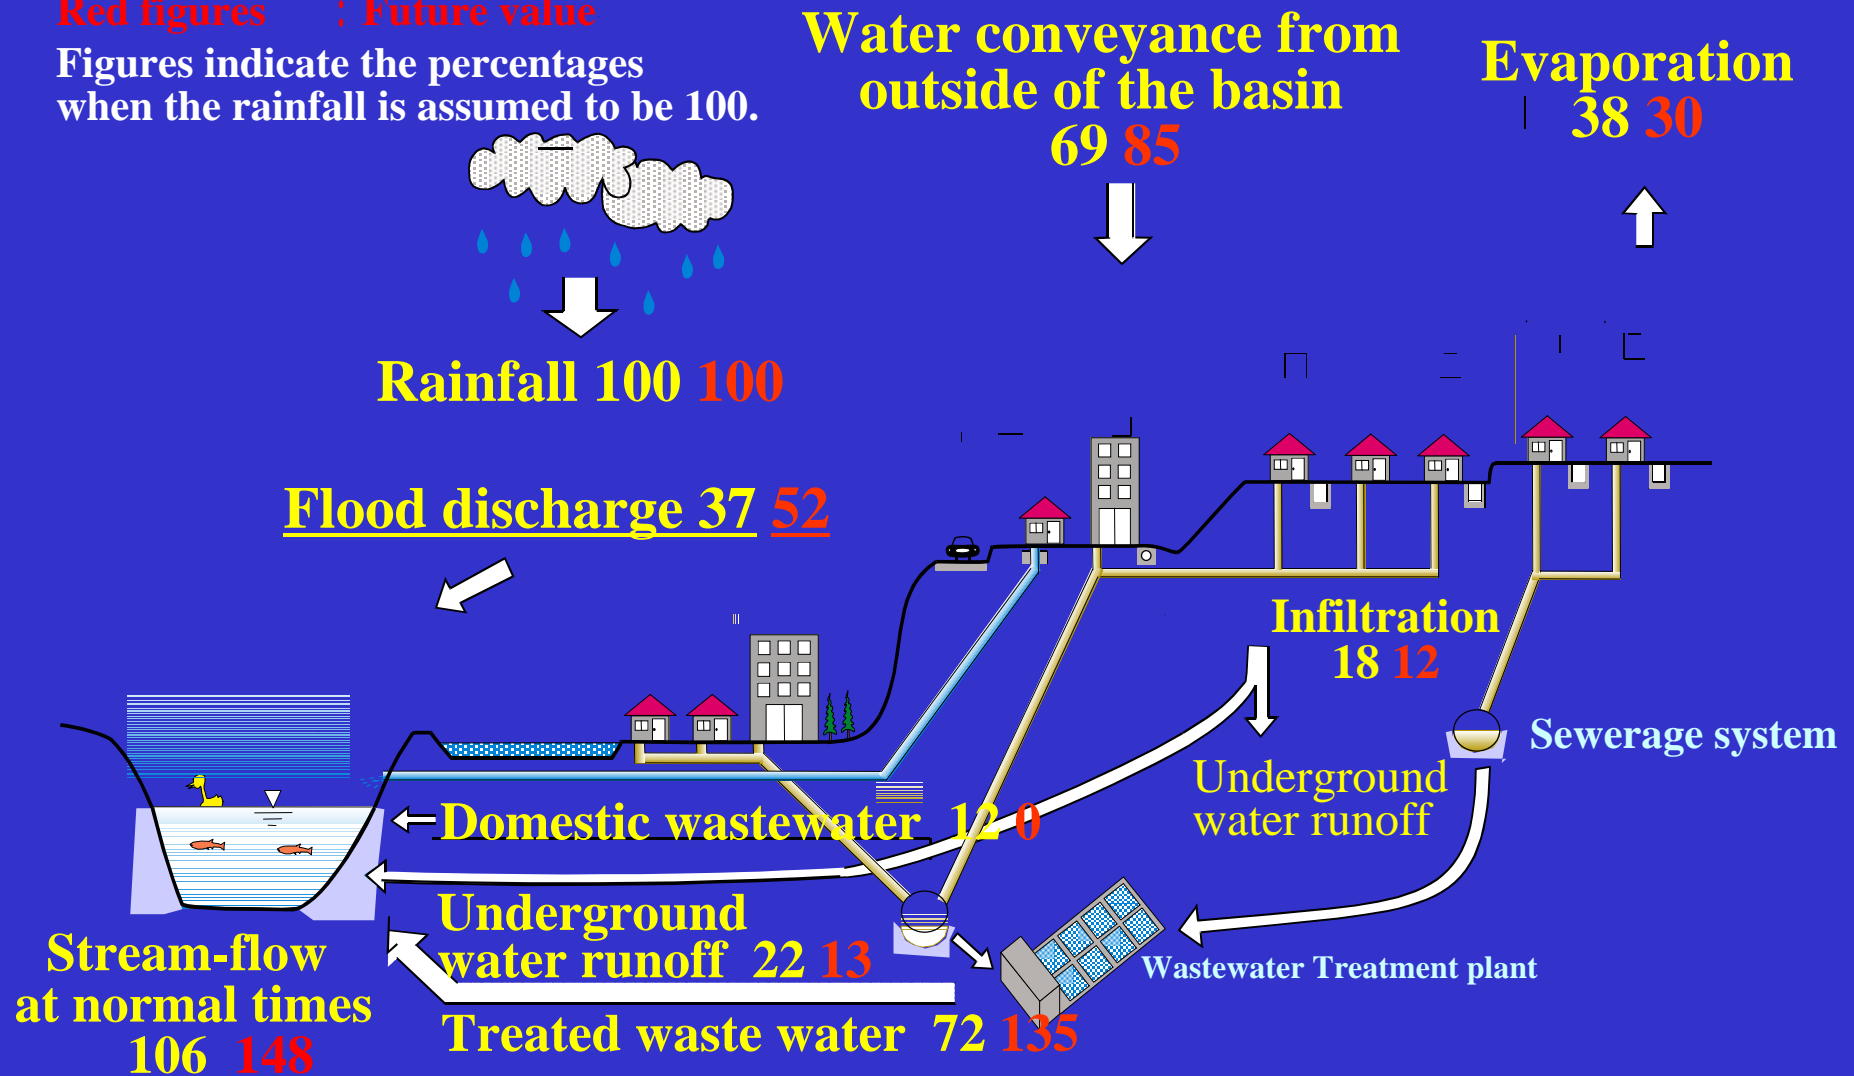 Red figures : Future value
Figures indicate the percentages
when the rainfall is assumed to be 100.
Water conveyance from
outside of the basin
69 85
Evaporation
38 30
Rainfall 100 100
Flood discharge 37 52
Infiltration
18 12
Sewerage system
Underground
water runoff
Domestic wastewater 12 0
Underground
water runoff 22 13
Wastewater Treatment plant
Stream-flow
at normal times
106 148
Treated waste water 72 135